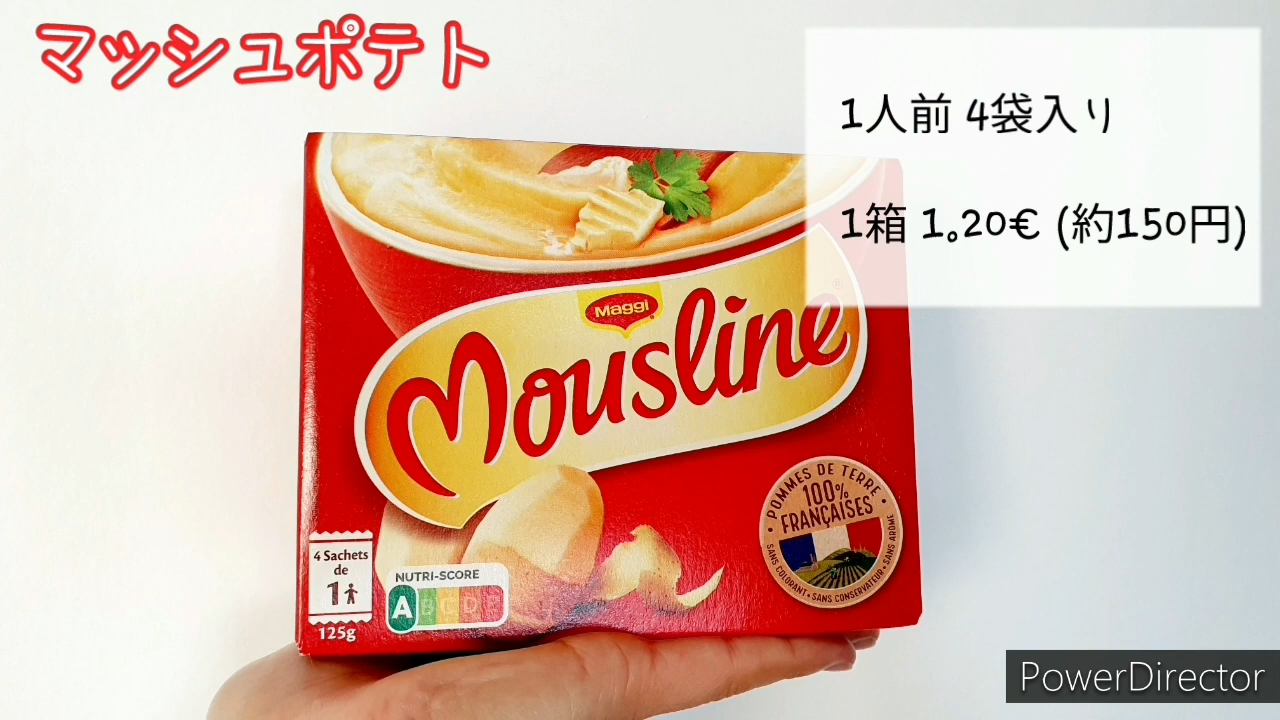 マッシュポテト
1人前 4袋入り
1箱 1.20€ (約150円)
Maggi
Mousline
POMMES DE TERRE
100%
FRANÇAISES
SANS COLORANT • SANS CONSERVATEUR • SANS ARÔME
4 Sachets
de
1
125g
NUTRI-SCORE
A B C D E
PowerDirector